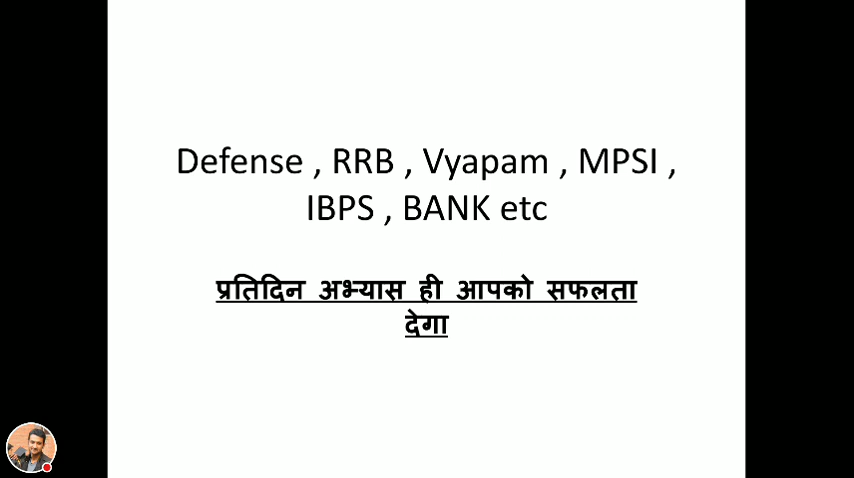 Defense , RRB , Vyapam , MPSI ,
IBPS , BANK etc
प्रतिदिन अभ्यास ही आपको सफलता
देगा